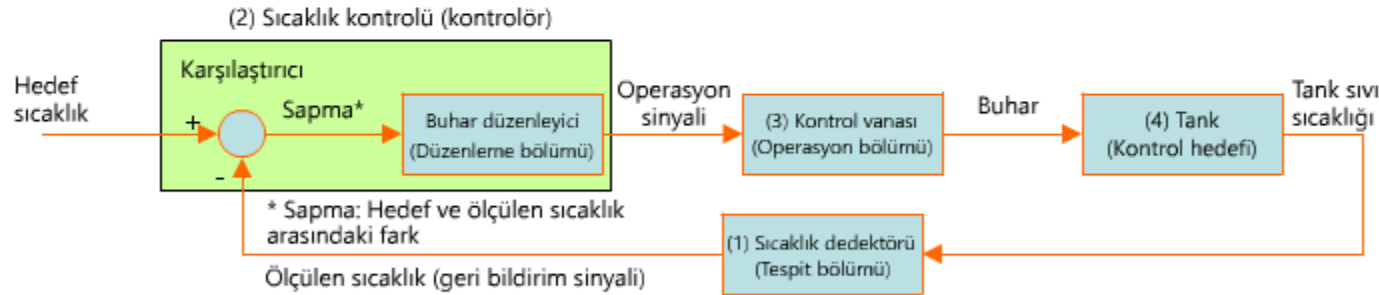 (2) Sıcaklık kontrolü (kontrolör)
Hedef
sıcaklık
Karşılaştırıcı
+
-
Sapma*
Buhar düzenleyici
(Düzenleme bölümü)
Operasyon
sinyali
(3) Kontrol vanası
(Operasyon bölümü)
Buhar
(4) Tank
(Kontrol hedefi)
Tank sıvı
sıcaklığı
* Sapma: Hedef ve ölçülen sıcaklık
arasındaki fark
(1) Sıcaklık dedektörü
(Tespit bölümü)
Ölçülen sıcaklık (geri bildirim sinyali)